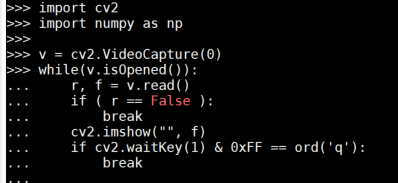 >>> import cv2
>>> import numpy as np
>>>
>>> v = cv2.VideoCapture(0)
>>> while(v.isOpened()):
...     r, f = v.read()
...     if ( r == False ):
...         break
...     cv2.imshow("", f)
...     if cv2.waitKey(1) & 0xFF == ord('q'):
...         break
...